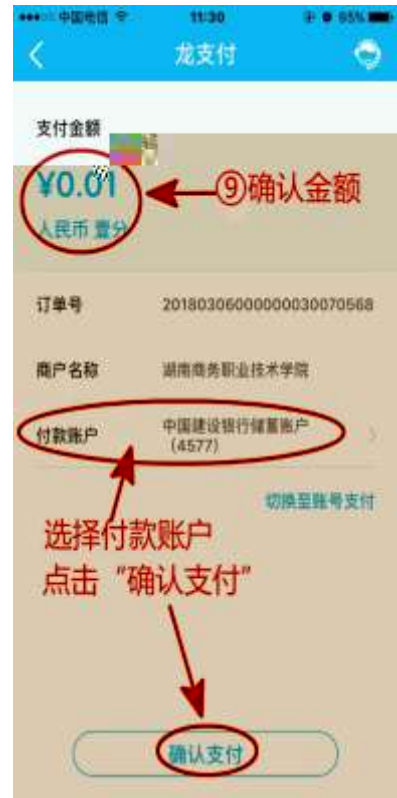 中国电信 11:30 65%
龙支付
支付金额
¥0.01
⑨确认金额
人民币 壹分
订单号 20180306000000030070568
商户名称 湖南商务职业技术学院
付款账户 中国建设银行储蓄账户
(4577)
切换至账号支付
选择付款账户
点击“确认支付”
确认支付